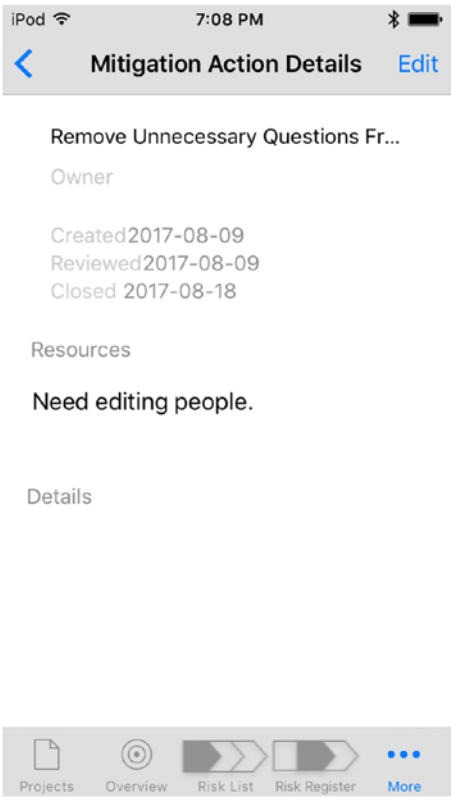 iPod 7:08 PM
Mitigation Action Details Edit
Remove Unnecessary Questions Fr...
Owner
Created2017-08-09
Reviewed2017-08-09
Closed 2017-08-18
Resources
Need editing people.
Details
Projects Overview Risk List Risk Register More